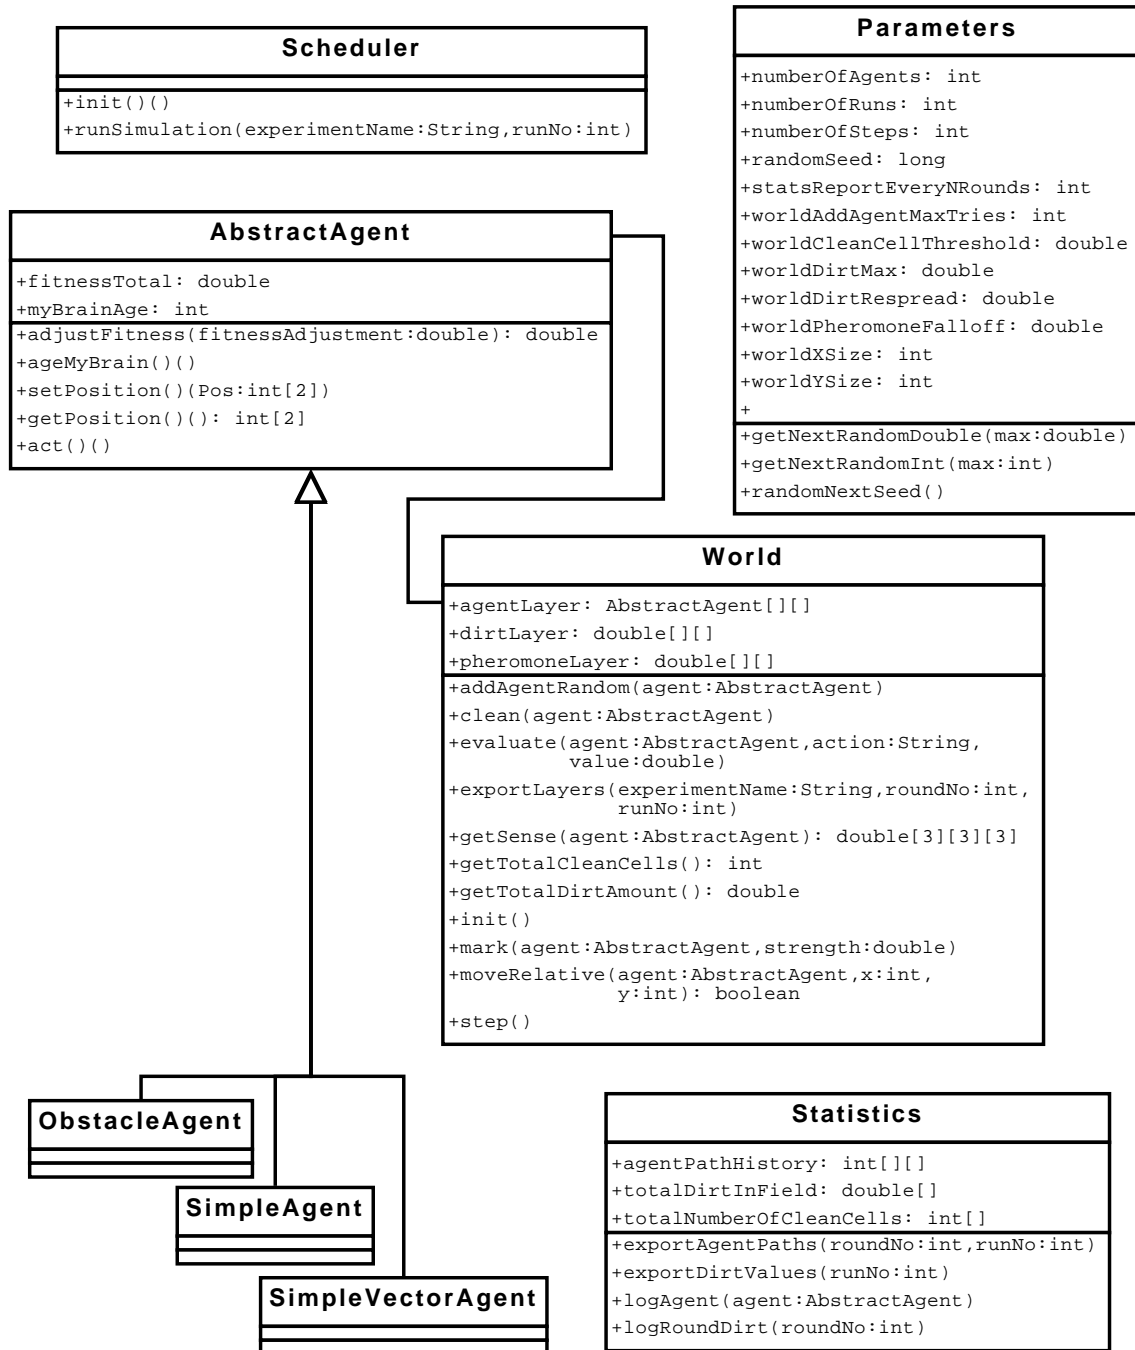 Scheduler
+init()()
+runSimulation(experimentName:String,runNo:int)
Parameters
+numberOfAgents: int
+numberOfRuns: int
+numberOfSteps: int
+randomSeed: long
+statsReportEveryNRounds: int
+worldAddAgentMaxTries: int
+worldCleanCellThreshold: double
+worldDirtMax: double
+worldDirtRespread: double
+worldPheromoneFalloff: double
+worldXSize: int
+worldYSize: int
+
+getNextRandomDouble(max:double)
+getNextRandomInt(max:int)
+randomNextSeed()
AbstractAgent
+fitnessTotal: double
+myBrainAge: int
+adjustFitness(fitnessAdjustment:double): double
+ageMyBrain()()
+setPosition()(Pos:int[2])
+getPosition()(): int[2]
+act()()
World
+agentLayer: AbstractAgent[][]
+dirtLayer: double[][]
+pheromoneLayer: double[][]
+addAgentRandom(agent:AbstractAgent)
+clean(agent:AbstractAgent)
+evaluate(agent:AbstractAgent,action:String,
value:double)
+exportLayers(experimentName:String,roundNo:int,
runNo:int)
+getSense(agent:AbstractAgent): double[3][3][3]
+getTotalCleanCells(): int
+getTotalDirtAmount(): double
+init()
+mark(agent:AbstractAgent,strength:double)
+moveRelative(agent:AbstractAgent,x:int,
y:int): boolean
+step()
ObstacleAgent
SimpleAgent
SimpleVectorAgent
Statistics
+agentPathHistory: int[][]
+totalDirtInField: double[]
+totalNumberOfCleanCells: int[]
+exportAgentPaths(roundNo:int,runNo:int)
+exportDirtValues(runNo:int)
+logAgent(agent:AbstractAgent)
+logRoundDirt(roundNo:int)